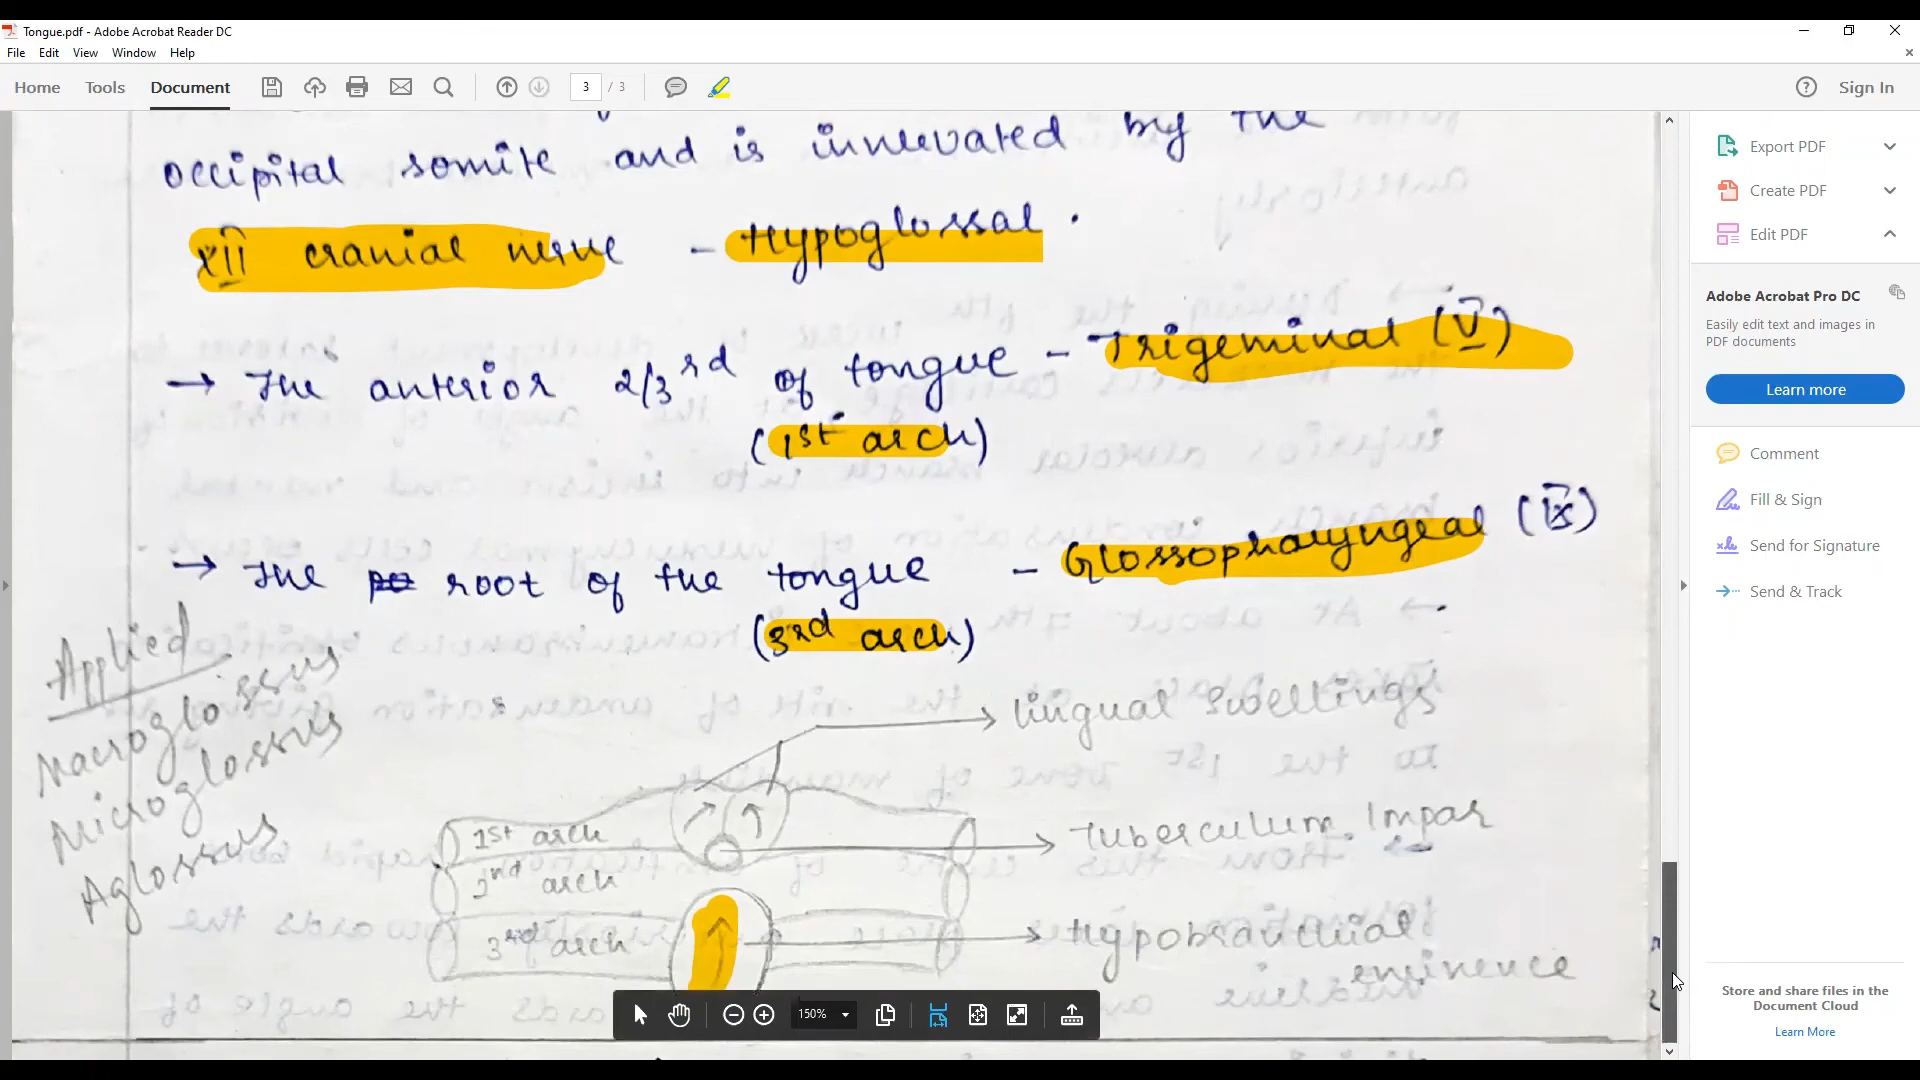 Tongue.pdf - Adobe Acrobat Reader DC
File Edit View Window Help
Home Tools Document 3 / 3 Sign In
occipital somite and is innervated by the
XII cranial nerve - Hypoglossal.
→ The anterior 2/3rd of tongue - Trigeminal (V)
(1st arch)
→ The root of the tongue - Glossopharyngeal (IX)
(3rd arch)
Applied
Macroglossus
Microglossus
Aglossus
lingual swellings
1st arch
Tuberculum Impar
2nd arch
3rd arch
Hypobranchial
eminence
150%
Export PDF
Create PDF
Edit PDF
Adobe Acrobat Pro DC
Easily edit text and images in
PDF documents
Learn more
Comment
Fill & Sign
Send for Signature
Send & Track
Store and share files in the
Document Cloud
Learn More